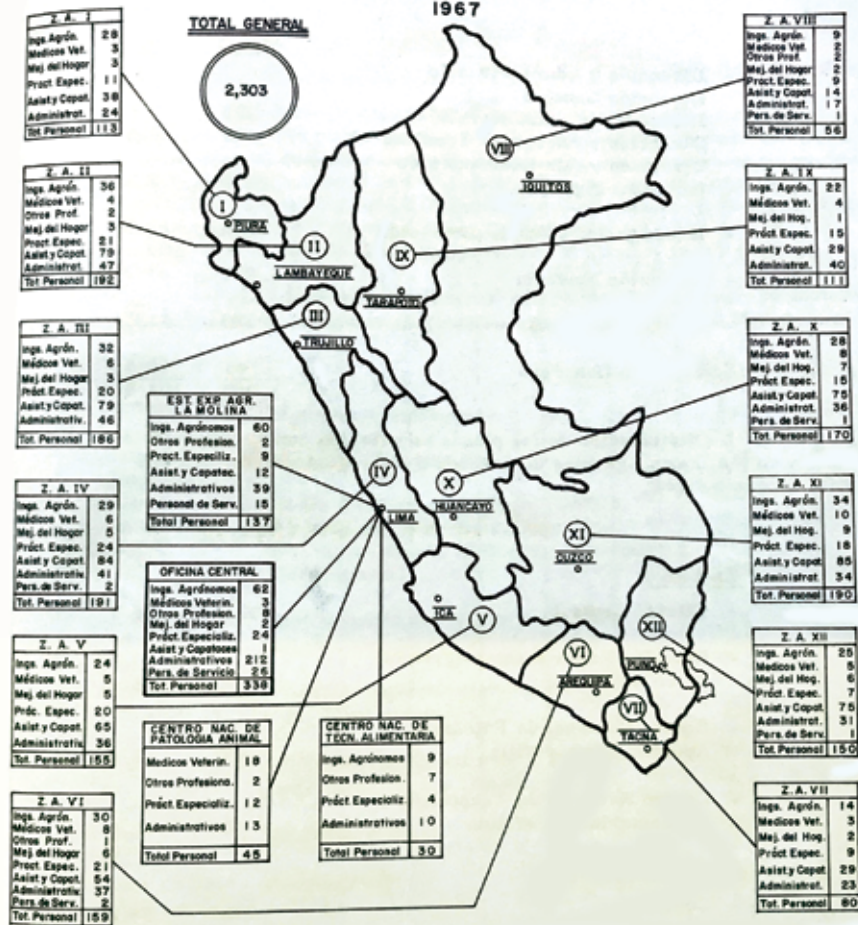 1967
TOTAL GENERAL
2,303
Z. A. I
Ings. Agrón. 28
Médicos Vet. 3
Mej. del Hogar 3
Pract. Espec. 11
Asist. y Capat. 38
Administrat. 24
Tot. Personal 113
Z. A. II
Ings. Agrón. 36
Médicos Vet. 4
Otros Prof. 2
Mej. del Hogar 3
Pract. Espec. 21
Asist. y Capat. 79
Administrat. 47
Tot. Personal 192
Z. A. III
Ings. Agrón. 32
Médicos Vet. 6
Mej. del Hogar 3
Práct. Espec. 20
Asist. y Capat. 79
Administrativ. 46
Tot. Personal 186
Z. A. IV
Ings. Agrón. 29
Médicos Vet. 6
Mej. del Hogar 5
Práct. Espec. 24
Asist. y Capat. 84
Administrativ. 41
Pers. de Serv. 2
Tot. Personal 191
Z. A. V
Ings. Agrón. 24
Médicos Vet. 5
Mej. del Hogar 5
Prác. Espec. 20
Asist. y Capat. 65
Administrativ. 36
Tot. Personal 155
Z. A. VI
Ings. Agrón. 30
Médicos Vet. 8
Otros Prof. 1
Mej. del Hogar 6
Pract. Espec. 21
Asist. y Capat. 54
Administrativ. 37
Pers. de Serv. 2
Tot. Personal 159
EST. EXP. AGR.
LA MOLINA
Ings. Agrónomos 60
Otros Profesion.
Pract. Especiliz. 9
Asist. y Capatac. 12
Administrativos 39
Personal de Serv. 15
Total Personal 137
OFICINA CENTRAL
Ings. Agrónomos 62
Médicos Veterin. 3
Otros Profesion. 8
Mej. del Hogar 2
Práct. Especializ. 24
Asist. y Capataces 1
Administrativos 212
Pers. de Servicio 26
Tot. Personal 338
CENTRO NAC. DE
PATOLOGIA ANIMAL
Medicos Veterin. 18
Otros Profesiona. 2
Práct. Especializ. 12
Administrativos 13
Total Personal 45
CENTRO NAC. DE
TECN. ALIMENTARIA
Ings. Agrónomos 9
Otros Profesion. 7
Práct. Especializ. 4
Administrativos 10
Total Personal 30
I
PIURA
II
LAMBAYEQUE
III
TRUJILLO
IV
LIMA
V
ICA
VI
AREQUIPA
VII
TACNA
VIII
IQUITOS
IX
TARAPOTO
X
HUANCAYO
XI
CUZCO
XII
PUNO
Z. A. VIII
Ings. Agrón. 9
Médicos Vet. 2
Otros Prof. 2
Mej. del Hogar 2
Pract. Espec. 9
Asist. y Capat. 14
Administrat. 17
Pers. de Serv. 1
Tot. Personal 56
Z. A. IX
Ings. Agrón. 22
Médicos Vet. 4
Mej. del Hog. 1
Práct. Espec. 15
Asist. y Capat. 29
Administrat. 40
Tot. Personal 111
Z. A. X
Ings. Agrón. 28
Médicos Vet. 8
Mej. del Hog. 7
Práct. Espec. 15
Asist. y Capat. 75
Administrat. 36
Pers. de Serv. 1
Tot. Personal 170
Z. A. XI
Ings. Agrón. 34
Médicos Vet. 10
Mej. del Hog. 9
Práct. Espec. 18
Asist. y Capat. 85
Administrat. 34
Tot. Personal 190
Z. A. XII
Ings. Agrón. 25
Médicos Vet. 5
Mej. del Hog. 6
Práct. Espec. 7
Asist. y Capat. 75
Administrat. 31
Pers. de Serv. 1
Tot. Personal 150
Z. A. VII
Ings. Agrón. 14
Médicos Vet. 3
Mej. del Hog. 2
Práct. Espec. 9
Asist. y Capat. 29
Administrat. 23
Tot. Personal 80